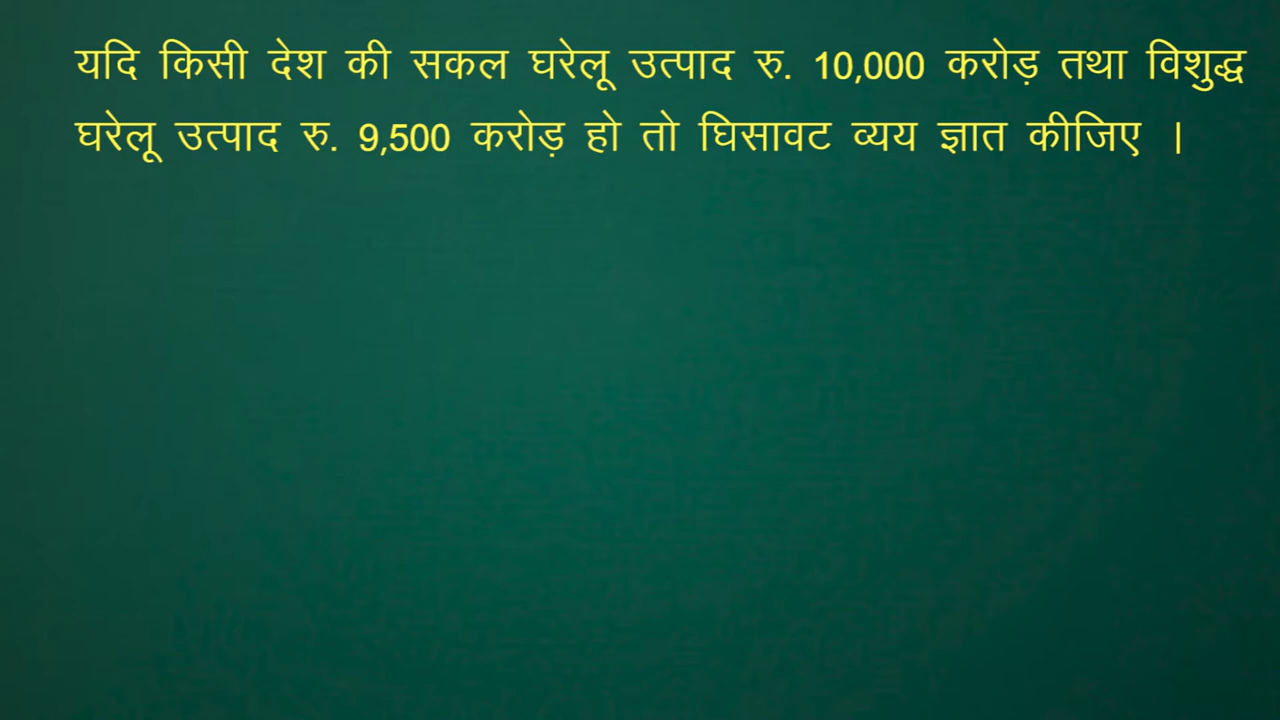 यदि किसी देश की सकल घरेलू उत्पाद रु. 10,000 करोड़ तथा विशुद्ध
घरेलू उत्पाद रु. 9,500 करोड़ हो तो घिसावट व्यय ज्ञात कीजिए ।